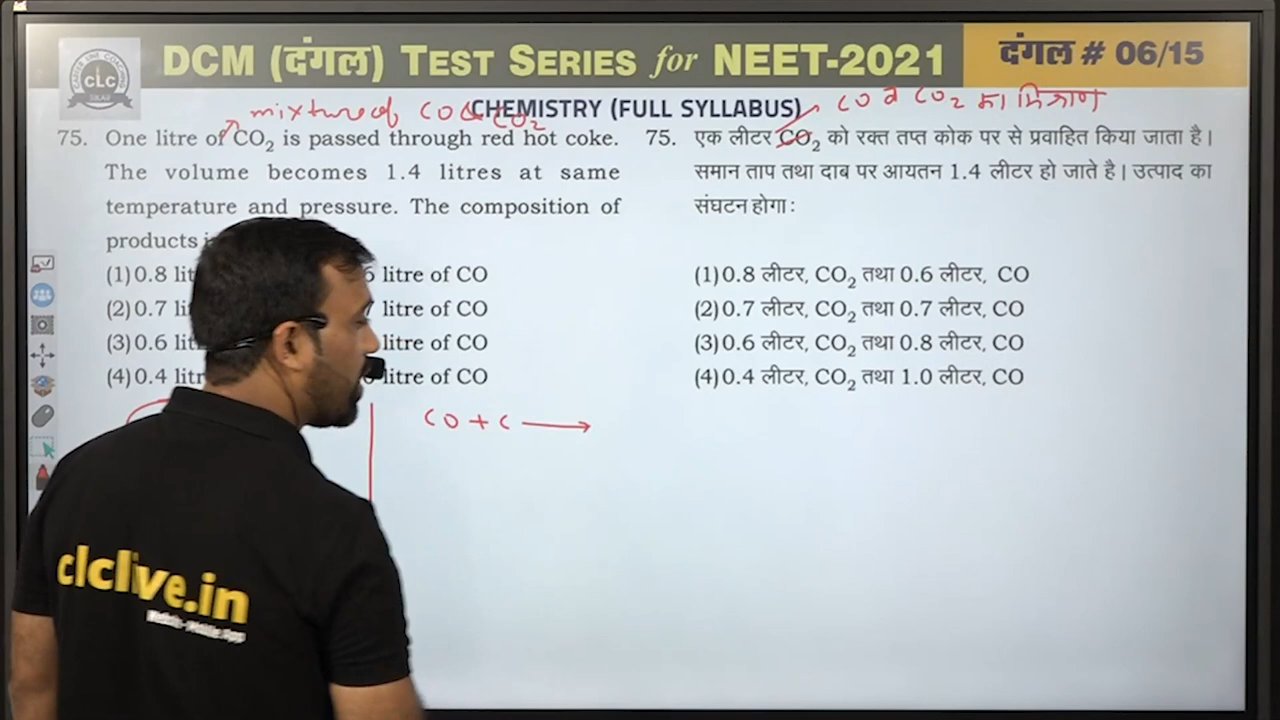 DCM (दंगल) TEST SERIES for NEET-2021
दंगल # 06/15
CLC
CHEMISTRY (FULL SYLLABUS)
mixture of CO & CO2
CO व CO2 का मिश्रण
75. One litre of CO2 is passed through red hot coke.
The volume becomes 1.4 litres at same
temperature and pressure. The composition of
products
(1) 0.8 lit 6 litre of CO
(2) 0.7 li litre of CO
(3) 0.6 lit litre of CO
(4) 0.4 litr litre of CO
75. एक लीटर CO2 को रक्त तप्त कोक पर से प्रवाहित किया जाता है।
समान ताप तथा दाब पर आयतन 1.4 लीटर हो जाते है। उत्पाद का
संघटन होगा :
(1) 0.8 लीटर, CO2 तथा 0.6 लीटर, CO
(2) 0.7 लीटर, CO2 तथा 0.7 लीटर, CO
(3) 0.6 लीटर, CO2 तथा 0.8 लीटर, CO
(4) 0.4 लीटर, CO2 तथा 1.0 लीटर, CO
CO + C →
clclive.in